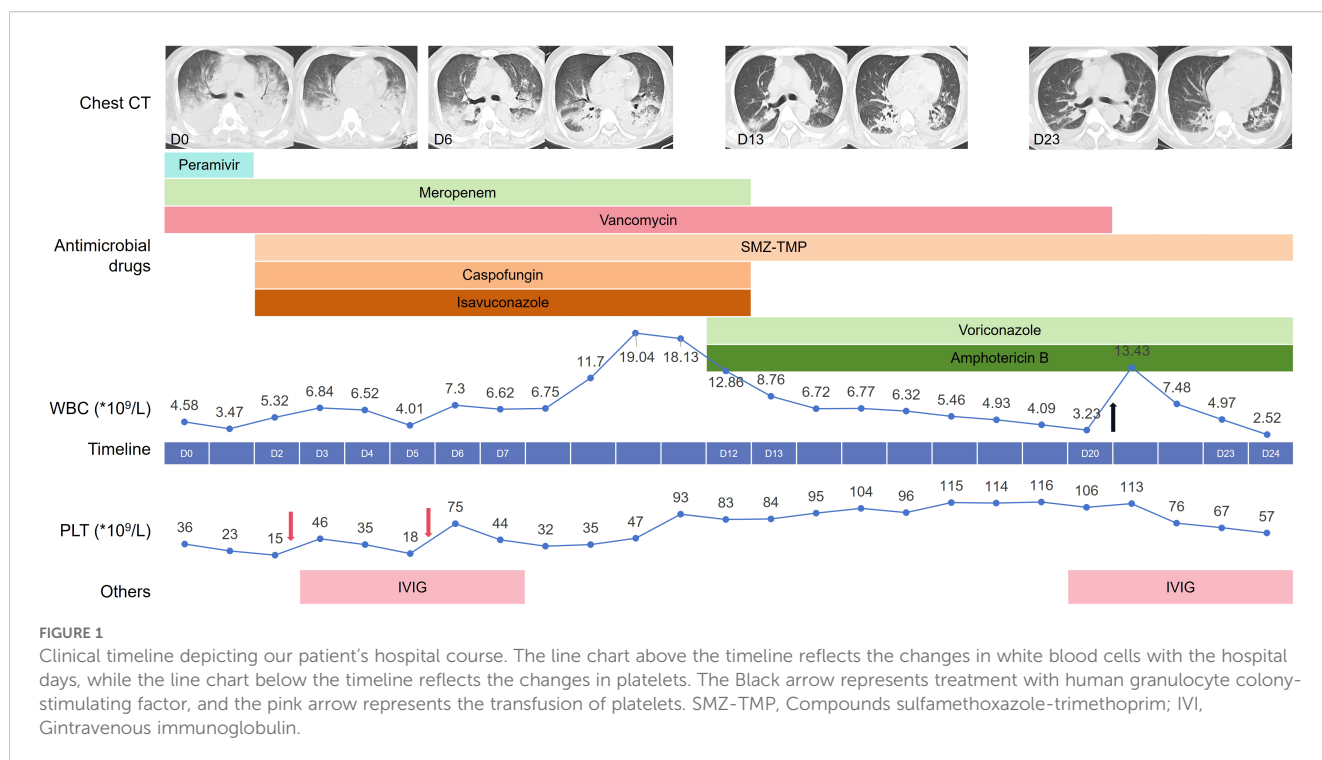 Chest CT
D0
D6
D13
D23
Peramivir
Meropenem
Vancomycin
Antimicrobial
drugs
SMZ-TMP
Caspofungin
Isavuconazole
Voriconazole
Amphotericin B
WBC (*10⁹/L)
4.58 3.47 5.32 6.84 6.52 4.01 7.3 6.62 6.75 11.7 19.04 18.13 12.86 8.76 6.72 6.77 6.32 5.46 4.93 4.09 3.23 13.43 7.48 4.97 2.52
Timeline
D0 D2 D3 D4 D5 D6 D7 D12 D13 D20 D23 D24
PLT (*10⁹/L)
36 23 15 46 35 18 75 44 32 35 47 93 83 84 95 104 96 115 114 116 106 113 76 67 57
Others
IVIG
IVIG
FIGURE 1
Clinical timeline depicting our patient's hospital course. The line chart above the timeline reflects the changes in white blood cells with the hospital
days, while the line chart below the timeline reflects the changes in platelets. The Black arrow represents treatment with human granulocyte colony-
stimulating factor, and the pink arrow represents the transfusion of platelets. SMZ-TMP, Compounds sulfamethoxazole-trimethoprim; IVI,
Gintravenous immunoglobulin.